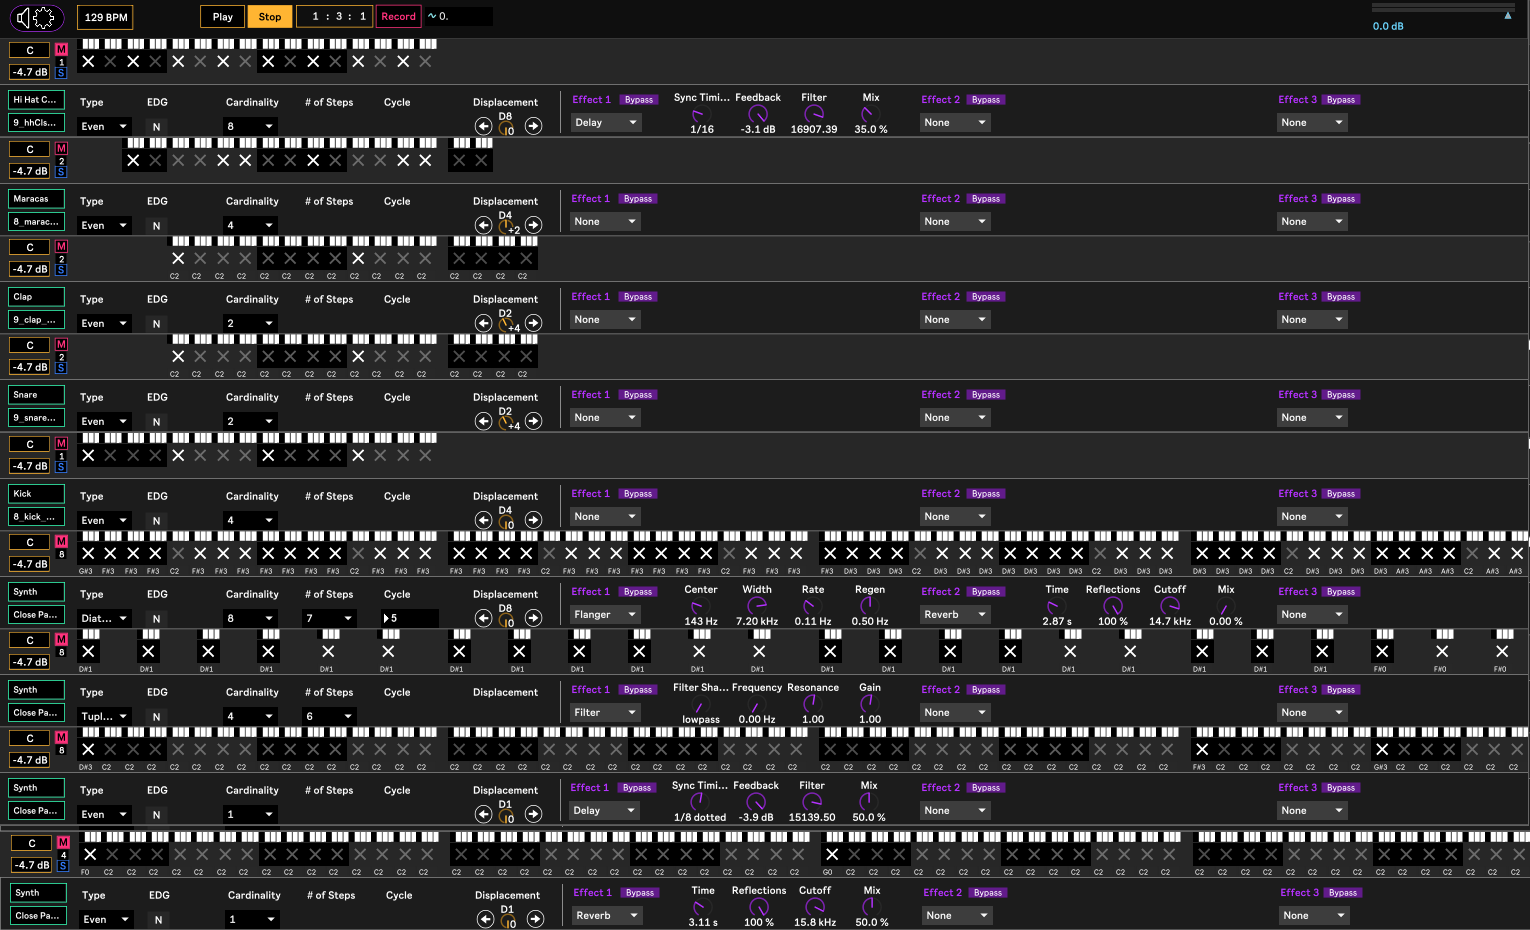 129 BPM Play Stop 1 : 3 : 1 Record 0. 0.0 dB
C M
1
-4.7 dB S
Hi Hat C... Type EDG Cardinality # of Steps Cycle Displacement Effect 1 Bypass Sync Timi... Feedback Filter Mix Effect 2 Bypass Effect 3 Bypass
9_hhCls... Even N 8 D8 I0 Delay 1/16 -3.1 dB 16907.39 35.0 % None None
C M
2
-4.7 dB S
Maracas Type EDG Cardinality # of Steps Cycle Displacement Effect 1 Bypass Effect 2 Bypass Effect 3 Bypass
8_marac... Even N 4 D4 +2 None None None
C M
2
-4.7 dB S
C2 C2 C2 C2 C2 C2 C2 C2 C2 C2 C2 C2 C2 C2 C2 C2
Clap Type EDG Cardinality # of Steps Cycle Displacement Effect 1 Bypass Effect 2 Bypass Effect 3 Bypass
9_clap_... Even N 2 D2 +4 None None None
C M
2
-4.7 dB S
C2 C2 C2 C2 C2 C2 C2 C2 C2 C2 C2 C2 C2 C2 C2 C2
Snare Type EDG Cardinality # of Steps Cycle Displacement Effect 1 Bypass Effect 2 Bypass Effect 3 Bypass
9_snare... Even N 2 D2 +4 None None None
C M
1
-4.7 dB S
Kick Type EDG Cardinality # of Steps Cycle Displacement Effect 1 Bypass Effect 2 Bypass Effect 3 Bypass
8_kick_... Even N 4 D4 I0 None None None
C M
8
-4.7 dB
G#3 F#3 F#3 F#3 C2 F#3 F#3 F#3 F#3 F#3 F#3 F#3 C2 F#3 F#3 F#3 F#3 F#3 F#3 F#3 C2 F#3 F#3 F#3 F#3 F#3 F#3 F#3 C2 F#3 F#3 F#3 F#3 D#3 D#3 D#3 C2 D#3 D#3 D#3 D#3 D#3 D#3 D#3 C2 D#3 D#3 D#3 D#3 D#3 D#3 D#3 C2 D#3 D#3 D#3 D#3 A#3 A#3 A#3 C2 A#3 A#3
Synth Type EDG Cardinality # of Steps Cycle Displacement Effect 1 Bypass Center Width Rate Regen Effect 2 Bypass Time Reflections Cutoff Mix Effect 3 Bypass
Close Pa... Diat... N 8 7 5 D8 I0 Flanger 143 Hz 7.20 kHz 0.11 Hz 0.50 Hz Reverb 2.87 s 100 % 14.7 kHz 0.00 % None
C M
8
-4.7 dB
D#1 D#1 D#1 D#1 D#1 D#1 D#1 D#1 D#1 D#1 D#1 D#1 D#1 D#1 D#1 D#1 D#1 D#1 D#1 D#1 D#1 F#0 F#0 F#0
Synth Type EDG Cardinality # of Steps Cycle Displacement Effect 1 Bypass Filter Sha... Frequency Resonance Gain Effect 2 Bypass Effect 3 Bypass
Close Pa... Tupl... N 4 6 Filter lowpass 0.00 Hz 1.00 1.00 None None
C M
8
-4.7 dB
D#3 C2 C2 C2 C2 C2 C2 C2 C2 C2 C2 C2 C2 C2 C2 C2 C2 C2 C2 C2 C2 C2 C2 C2 C2 C2 C2 C2 C2 C2 C2 C2 C2 C2 C2 C2 C2 C2 C2 C2 C2 C2 C2 C2 C2 C2 C2 C2 F#3 C2 C2 C2 C2 C2 C2 C2 G#3 C2 C2 C2 C2 C2 C2
Synth Type EDG Cardinality # of Steps Cycle Displacement Effect 1 Bypass Sync Timi... Feedback Filter Mix Effect 2 Bypass Effect 3 Bypass
Close Pa... Even N 1 D1 I0 Delay 1/8 dotted -3.9 dB 15139.50 50.0 % None None
C M
4
-4.7 dB S
F0 C2 C2 C2 C2 C2 C2 C2 C2 C2 C2 C2 C2 C2 C2 C2 C2 C2 C2 C2 C2 C2 C2 C2 C2 C2 C2 C2 C2 C2 C2 C2 G0 C2 C2 C2 C2 C2 C2 C2 C2 C2 C2 C2 C2 C2 C2 C2 C2 C2 C2 C2 C2 C2 C2 C2 C2 C2 C2 C2 C2 C2 C2
Synth Type EDG Cardinality # of Steps Cycle Displacement Effect 1 Bypass Time Reflections Cutoff Mix Effect 2 Bypass Effect 3 Bypass
Close Pa... Even N 1 D1 I0 Reverb 3.11 s 100 % 15.8 kHz 50.0 % None None